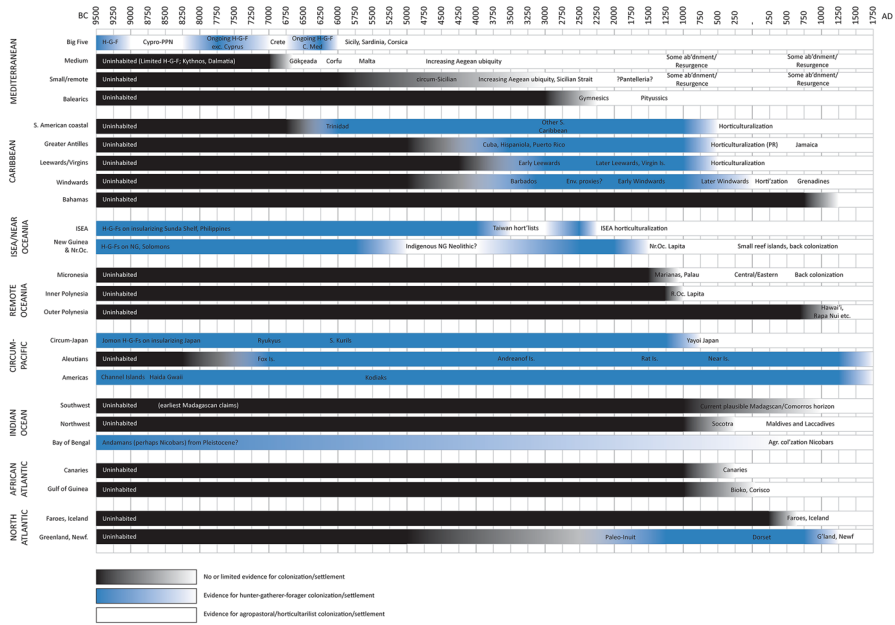 BC
AD
9500 9250 9000 8750 8500 8250 8000 7750 7500 7250 7000 6750 6500 6250 6000 5750 5500 5250 5000 4750 4500 4250 4000 3750 3500 3250 3000 2750 2500 2250 2000 1750 1500 1250 1000 750 500 250 - 250 500 750 1000 1250 1500 1750
MEDITERRANEAN
Big Five
H-G-F
Cypro-PPN
Ongoing H-G-F
exc. Cyprus
Crete
Ongoing H-G-F
C. Med
Sicily, Sardinia, Corsica
Medium
Uninhabited (Limited H-G-F; Kythnos, Dalmatia)
Gökçeada
Corfu
Malta
Increasing Aegean ubiquity
Some ab'dnment/
Resurgence
Some ab'dnment/
Resurgence
Small/remote
Uninhabited
circum-Sicilian
Increasing Aegean ubiquity, Sicilian Strait
?Pantelleria?
Some ab'dnment/
Resurgence
Some ab'dnment/
Resurgence
Balearics
Uninhabited
Gymnesics
Pityussics
CARIBBEAN
S. American coastal
Uninhabited
Trinidad
Other S.
Caribbean
Horticulturalization
Greater Antilles
Uninhabited
Cuba, Hispaniola, Puerto Rico
Horticulturalization (PR)
Jamaica
Leewards/Virgins
Uninhabited
Early Leewards
Later Leewards, Virgin Is.
Horticulturalization
Windwards
Uninhabited
Barbados
Env. proxies?
Early Windwards
Later Windwards
Horti'zation
Grenadines
Bahamas
Uninhabited
ISEA/NEAR
OCEANIA
ISEA
H-G-Fs on insularizing Sunda Shelf, Philippines
Taiwan hort'lists
ISEA horticulturalization
New Guinea
& Nr.Oc.
H-G-Fs on NG, Solomons
Indigenous NG Neolithic?
Nr.Oc. Lapita
Small reef islands, back colonization
REMOTE
OCEANIA
Micronesia
Uninhabited
Marianas, Palau
Central/Eastern
Back colonization
Inner Polynesia
Uninhabited
R.Oc. Lapita
Outer Polynesia
Uninhabited
Hawai'i,
Rapa Nui etc.
CIRCUM-
PACIFIC
Circum-Japan
Jomon H-G-Fs on insularizing Japan
Ryukyus
S. Kurils
Yayoi Japan
Aleutians
Uninhabited
Fox Is.
Andreanof Is.
Rat Is.
Near Is.
Americas
Channel Islands
Haida Gwaii
Kodiaks
INDIAN
OCEAN
Southwest
Uninhabited
(earliest Madagascan claims)
Current plausible Madagscan/Comorros horizon
Northwest
Uninhabited
Socotra
Maldives and Laccadives
Bay of Bengal
Andamans (perhaps Nicobars) from Pleistocene?
Agr. col'zation Nicobars
AFRICAN
ATLANTIC
Canaries
Uninhabited
Canaries
Gulf of Guinea
Uninhabited
Bioko, Corisco
NORTH
ATLANTIC
Faroes, Iceland
Uninhabited
Faroes, Iceland
Greenland, Newf.
Uninhabited
Paleo-Inuit
Dorset
G'land, Newf
No or limited evidence for colonization/settlement
Evidence for hunter-gatherer-forager colonization/settlement
Evidence for agropastoral/horticultarilist colonization/settlement